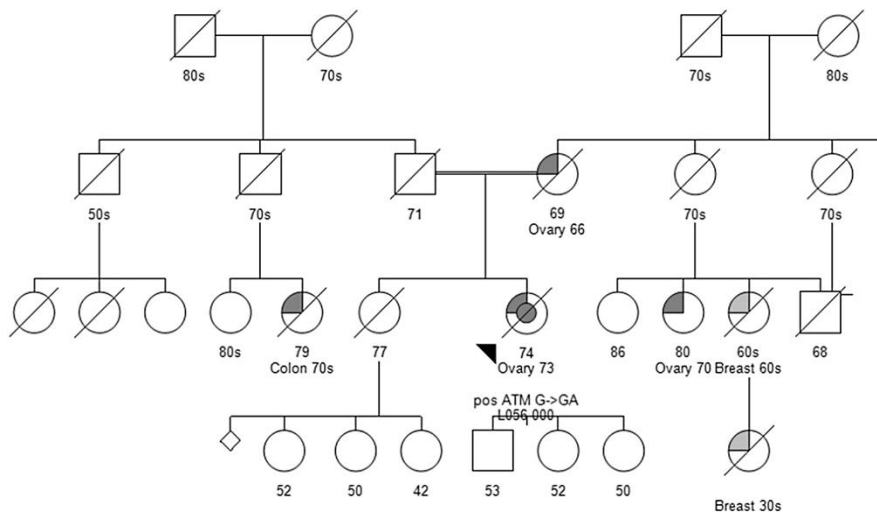 80s
70s
70s
80s
50s
70s
71
69
Ovary 66
70s
70s
80s
79
Colon 70s
77
74
Ovary 73
pos ATM G->GA
L056 000
86
80
Ovary 70
60s
Breast 60s
68
52
50
42
53
52
50
Breast 30s